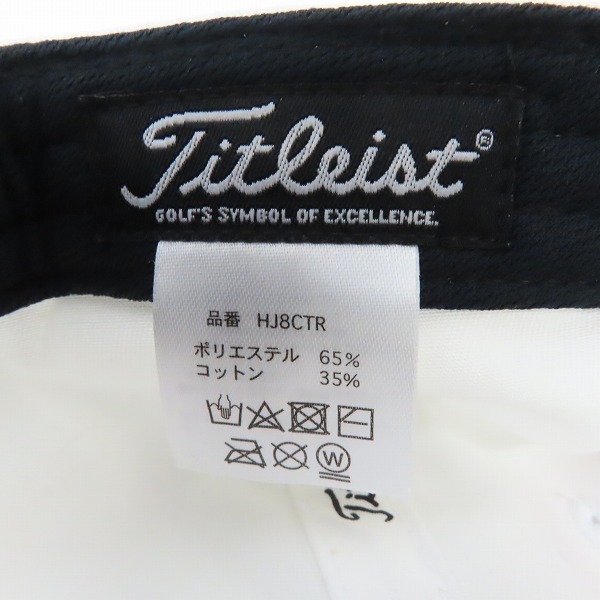 Titleist®
GOLF'S SYMBOL OF EXCELLENCE.
品番 HJ8CTR
ポリエステル 65%
コットン 35%
W